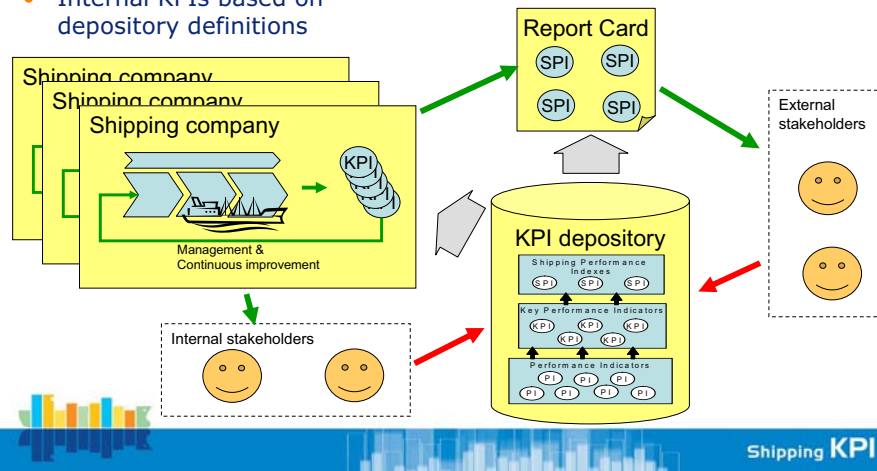 Internal KPIs based on
depository definitions
Report Card
SPI SPI
SPI SPI
Shipping company
Shipping company
Shipping company
KPI
Management &
Continuous improvement
External
stakeholders
KPI depository
Shipping Performance
Indexes
SPI SPI SPI
Key Performance Indicators
KPI KPI KPI
KPI KPI
Performance Indicators
PI PI PI
PI PI PI PI
Internal stakeholders
Shipping KPI